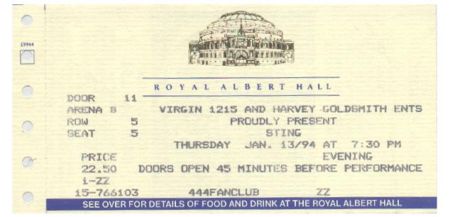 ROYAL ALBERT HALL
DOOR 11
ARENA B VIRGIN 1215 AND HARVEY GOLDSMITH ENTS
ROW 5 PROUDLY PRESENT
SEAT 5 STING
THURSDAY JAN. 13/94 AT 7:30 PM
PRICE EVENING
22.50 DOORS OPEN 45 MINUTES BEFORE PERFORMANCE
1-ZZ
15-766103 444FANCLUB ZZ
SEE OVER FOR DETAILS OF FOOD AND DRINK AT THE ROYAL ALBERT HALL